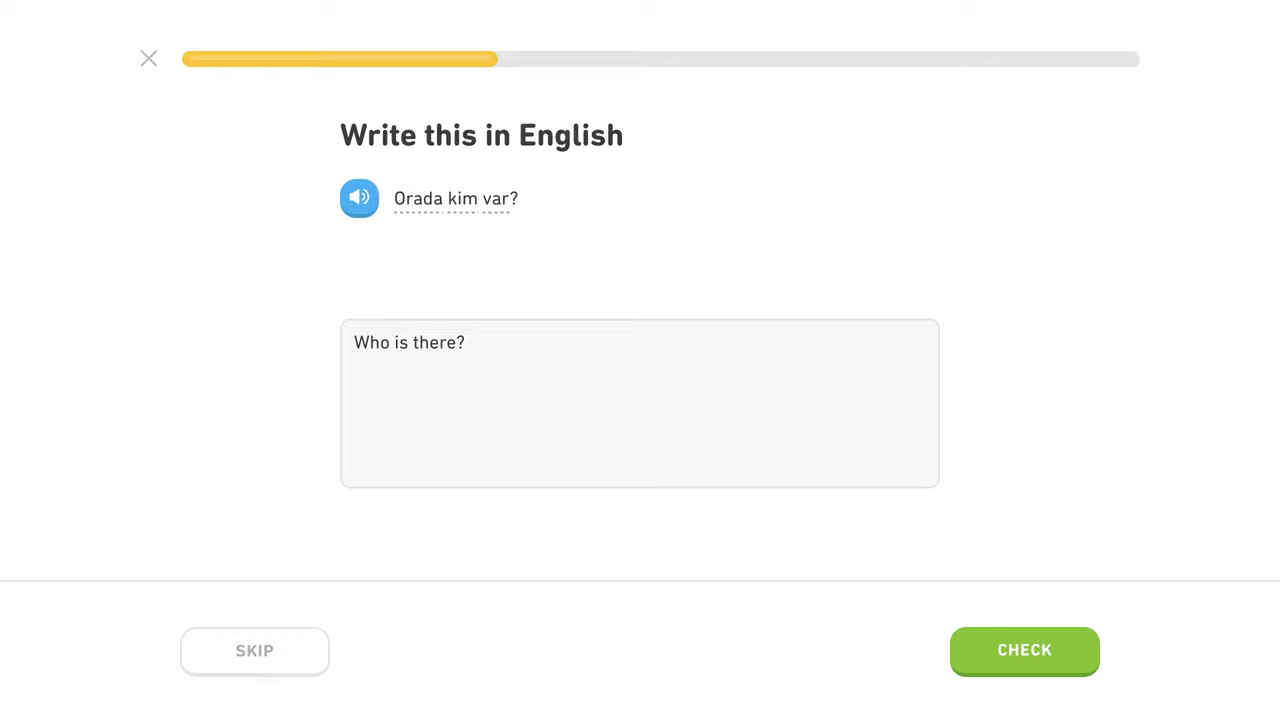 Write this in English
Orada kim var?
Who is there?
SKIP
CHECK